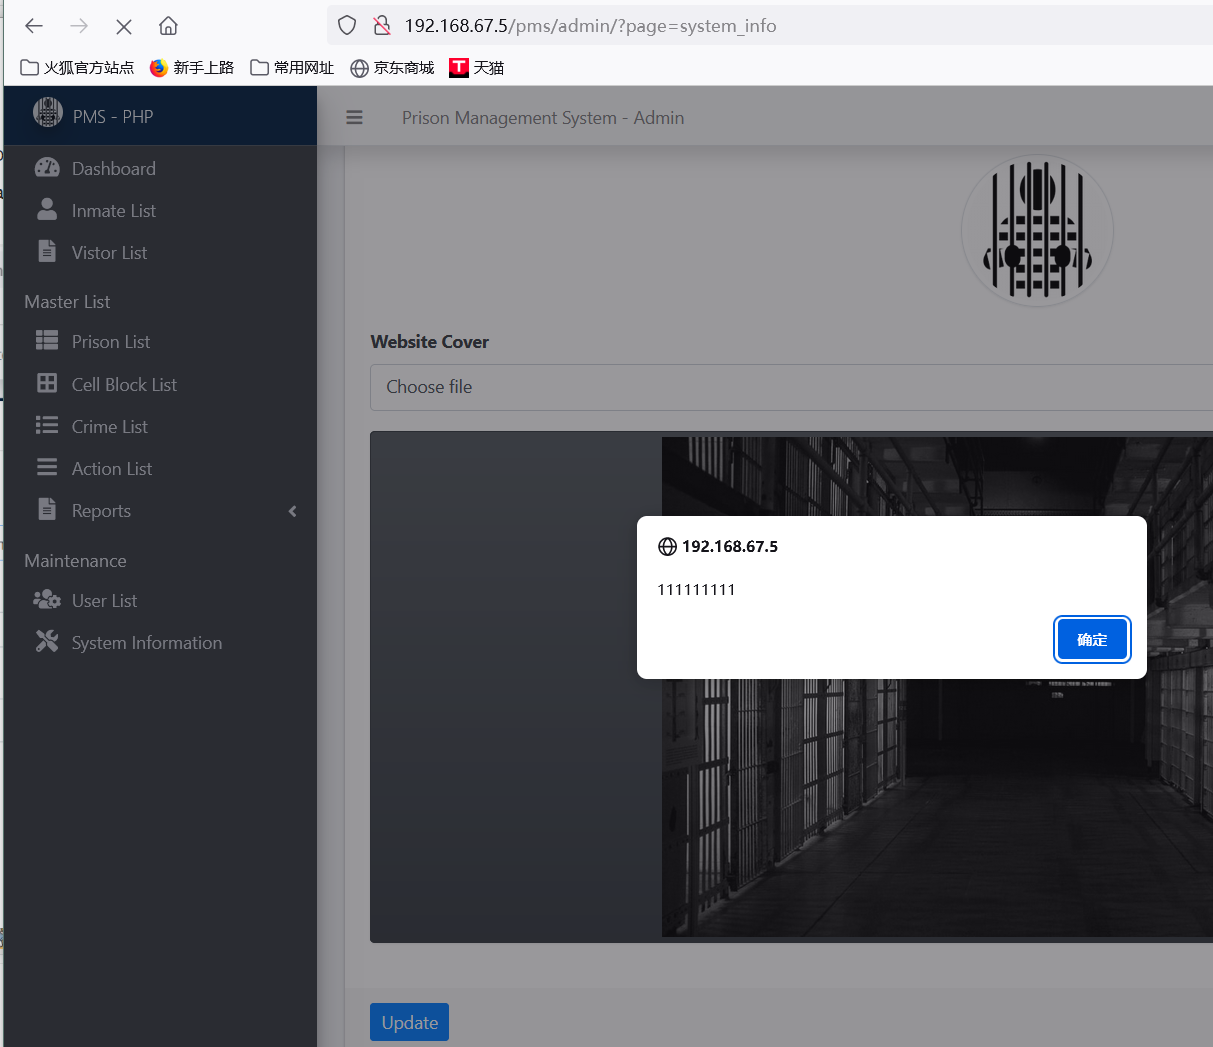 192.168.67.5/pms/admin/?page=system_info
火狐官方站点 新手上路 常用网址 京东商城 天猫
PMS - PHP
Prison Management System - Admin
Dashboard
Inmate List
Vistor List
Master List
Prison List
Cell Block List
Crime List
Action List
Reports
Maintenance
User List
System Information
Website Cover
Choose file
192.168.67.5
111111111
确定
Update